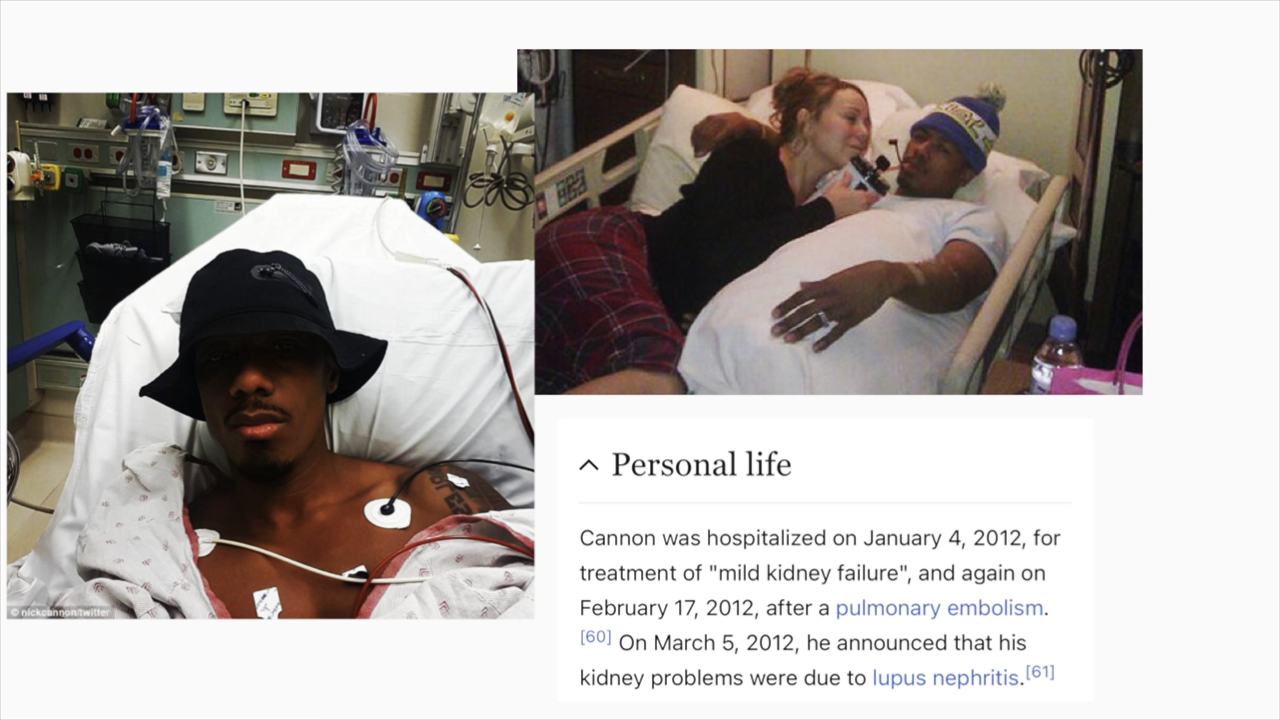 © nickcannon/twitter
Personal life
Cannon was hospitalized on January 4, 2012, for
treatment of "mild kidney failure", and again on
February 17, 2012, after a pulmonary embolism.
[60] On March 5, 2012, he announced that his
kidney problems were due to lupus nephritis.[61]